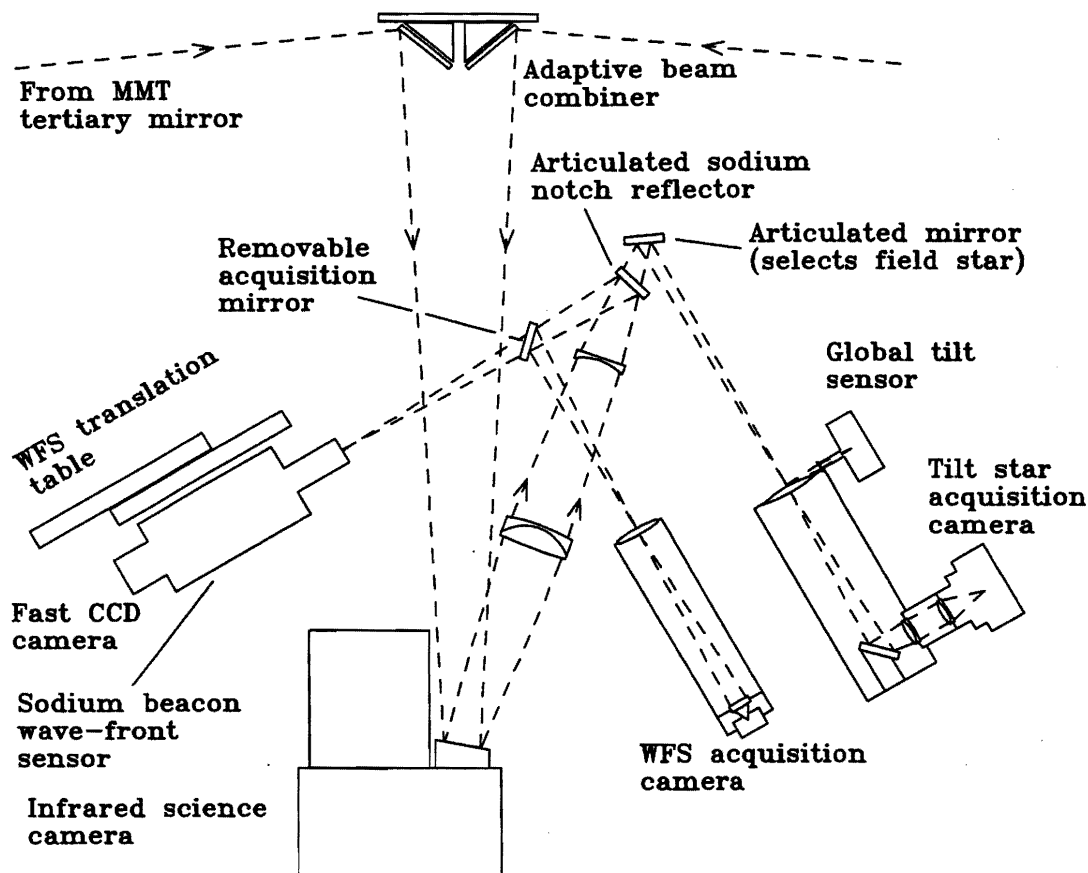 From MMT
tertiary mirror
Adaptive beam
combiner
Articulated sodium
notch reflector
Removable
acquisition
mirror
Articulated mirror
(selects field star)
Global tilt
sensor
WFS translation
table
Tilt star
acquisition
camera
Fast CCD
camera
Sodium beacon
wave-front
sensor
WFS acquisition
camera
Infrared science
camera